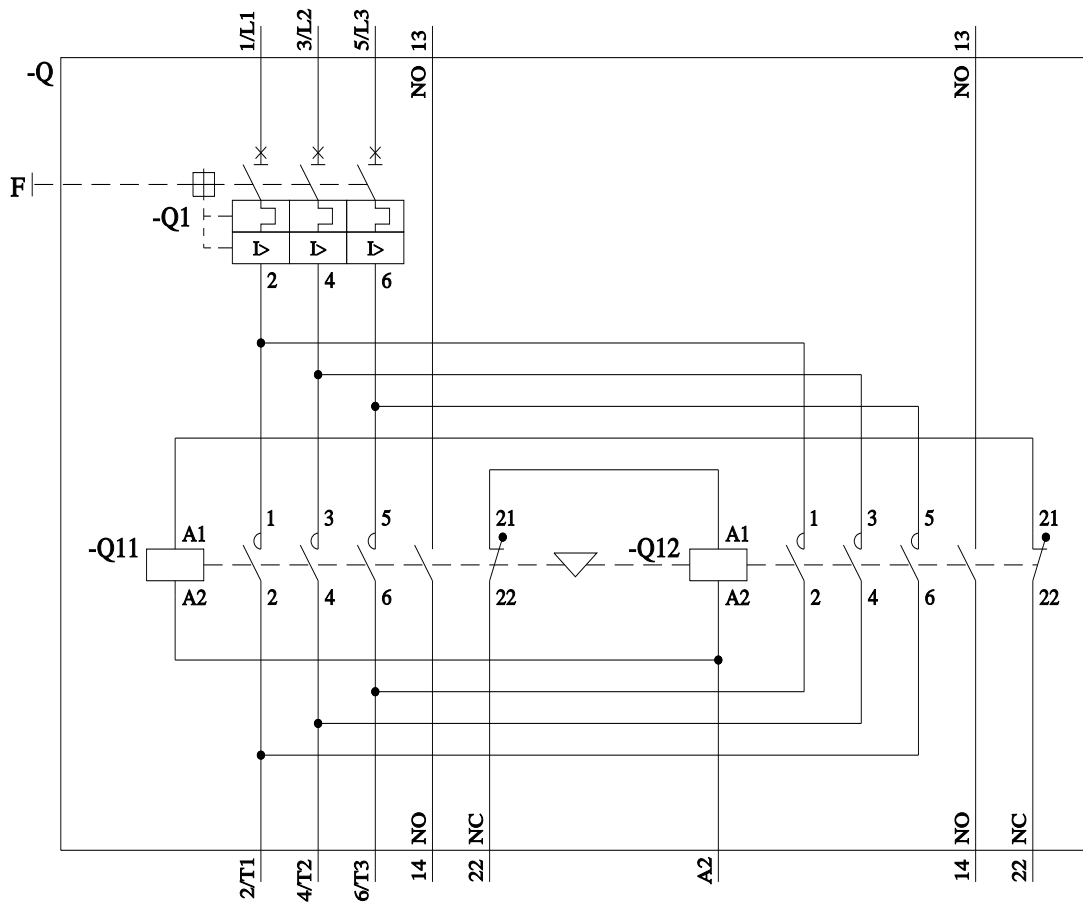 1/L1 3/L2 5/L3 13 13
-Q NO NO
F
-Q1
I> I> I>
2 4 6
1 3 5 21 1 3 5 21
-Q11 A1 -Q12 A1
A2 2 4 6 22 A2 2 4 6 22
NO NC NO NC
2/T1 4/T2 6/T3 14 22 A2 14 22